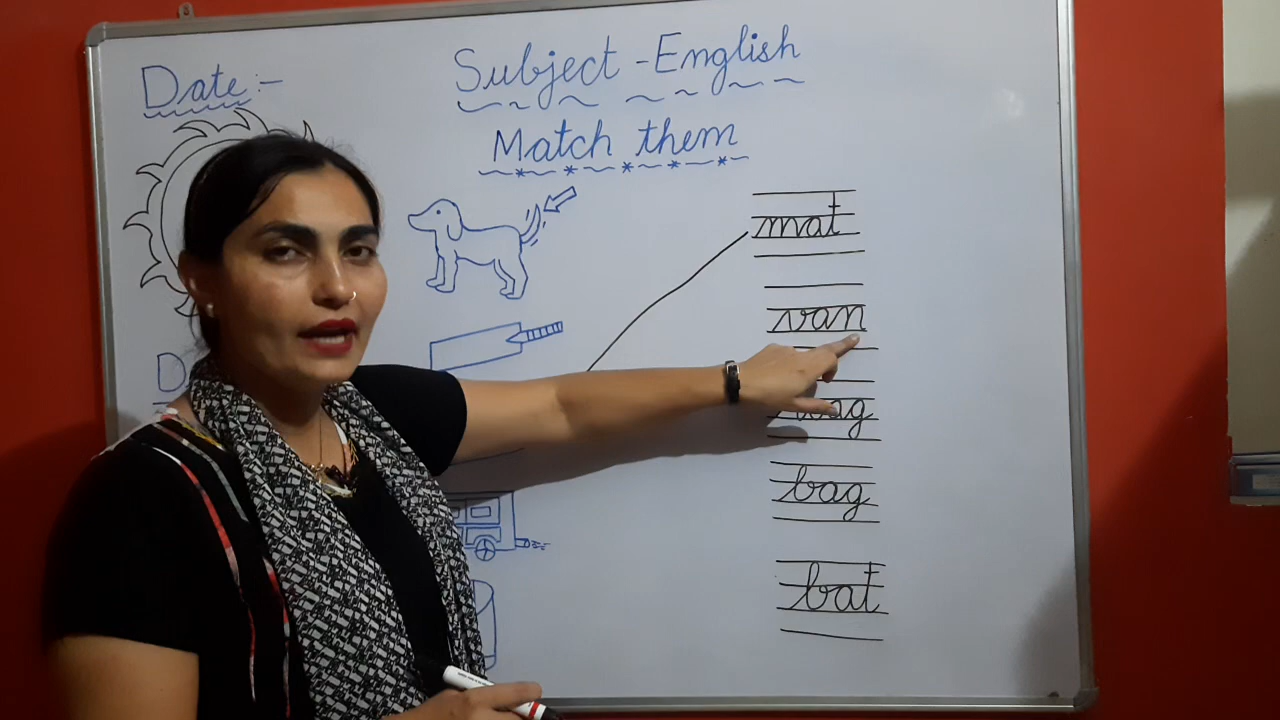 Date:-
Subject - English
Match them
mat
van
bag
bat